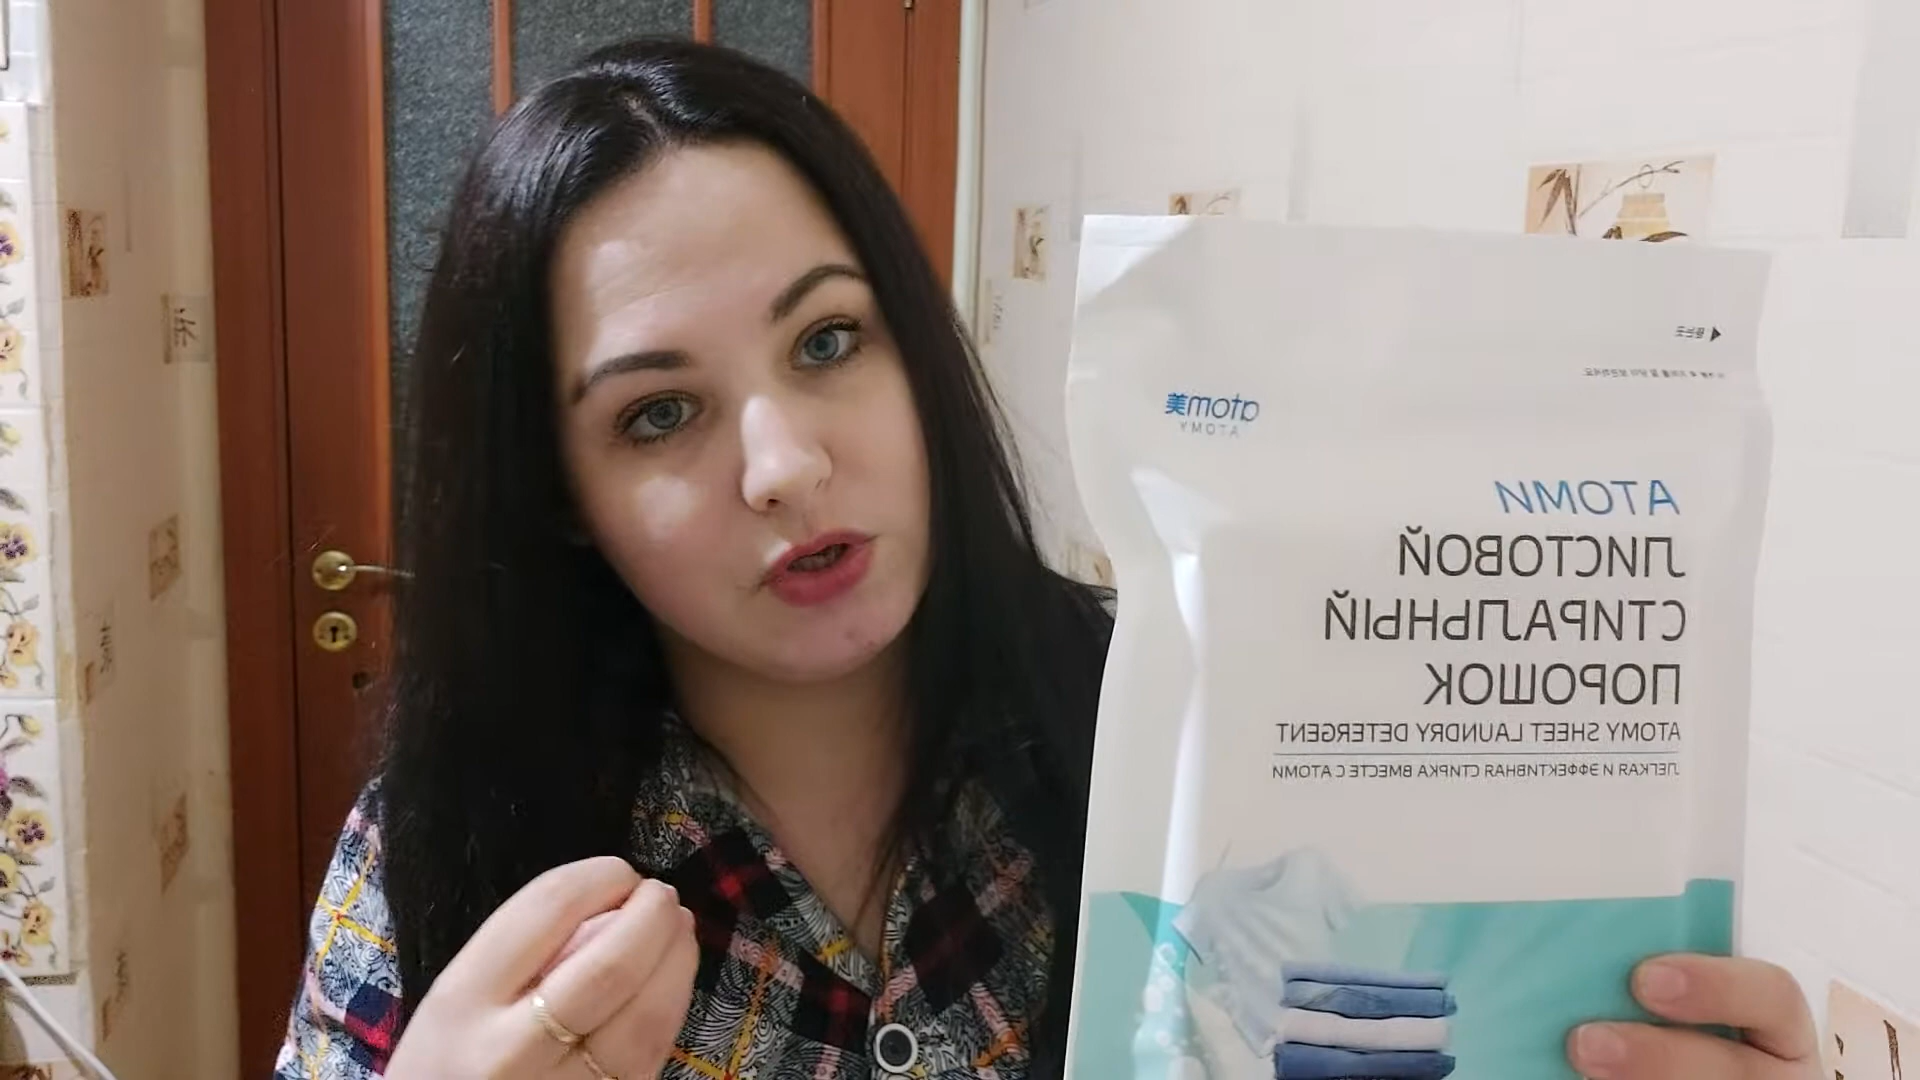 atom美
ATOMY
АТОМИ
ЛИСТОВОЙ
СТИРАЛЬНЫЙ
ПОРОШОК
ATOMY SHEET LAUNDRY DETERGENT
ЛЕГКАЯ И ЭФФЕКТИВНАЯ СТИРКА ВМЕСТЕ С АТОМИ